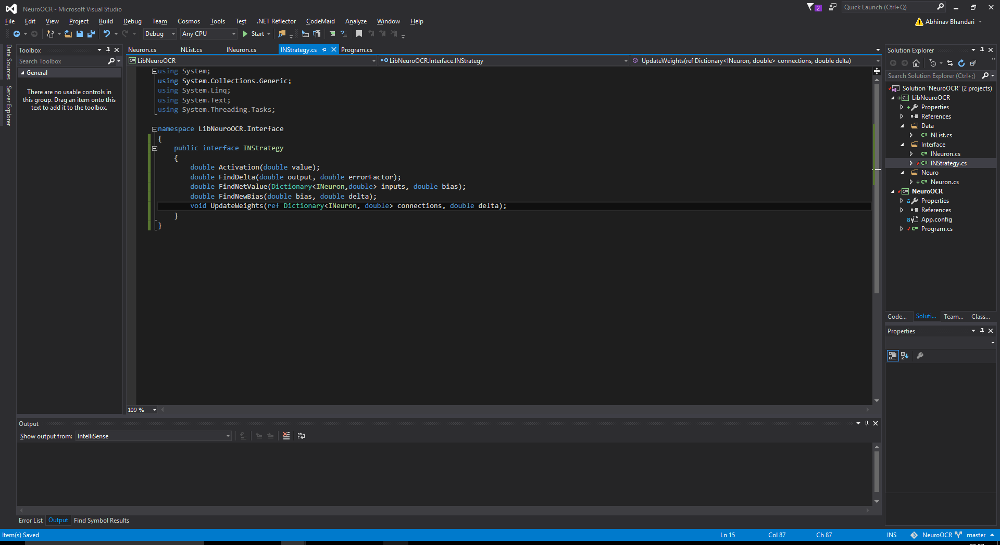 NeuroOCR - Microsoft Visual Studio
2
Quick Launch (Ctrl+Q)
File Edit View Project Build Debug Team Cosmos Tools Test .NET Reflector CodeMaid Analyze Window Help
Abhinav Bhandari
Debug Any CPU Start
Data Sources
Server Explorer
Toolbox
Search Toolbox
General
There are no usable controls in
this group. Drag an item onto this
text to add it to the toolbox.
Neuron.cs NList.cs INeuron.cs INStrategy.cs Program.cs
LibNeuroOCR LibNeuroOCR.Interface.INStrategy UpdateWeights(ref Dictionary<INeuron, double> connections, double delta)
using System;
using System.Collections.Generic;
using System.Linq;
using System.Text;
using System.Threading.Tasks;
namespace LibNeuroOCR.Interface
{
public interface INStrategy
{
double Activation(double value);
double FindDelta(double output, double errorFactor);
double FindNetValue(Dictionary<INeuron,double> inputs, double bias);
double FindNewBias(double bias, double delta);
void UpdateWeights(ref Dictionary<INeuron, double> connections, double delta);
}
}
109 %
Solution Explorer
Search Solution Explorer (Ctrl+;)
Solution 'NeuroOCR' (2 projects)
C# LibNeuroOCR
Properties
References
Data
C# NList.cs
Interface
C# INeuron.cs
C# INStrategy.cs
Neuro
C# Neuron.cs
C# NeuroOCR
Properties
References
App.config
C# Program.cs
Code... Soluti... Team... Class...
Properties
Output
Show output from: IntelliSense
Error List Output Find Symbol Results
Item(s) Saved Ln 15 Col 87 Ch 87 INS NeuroOCR master